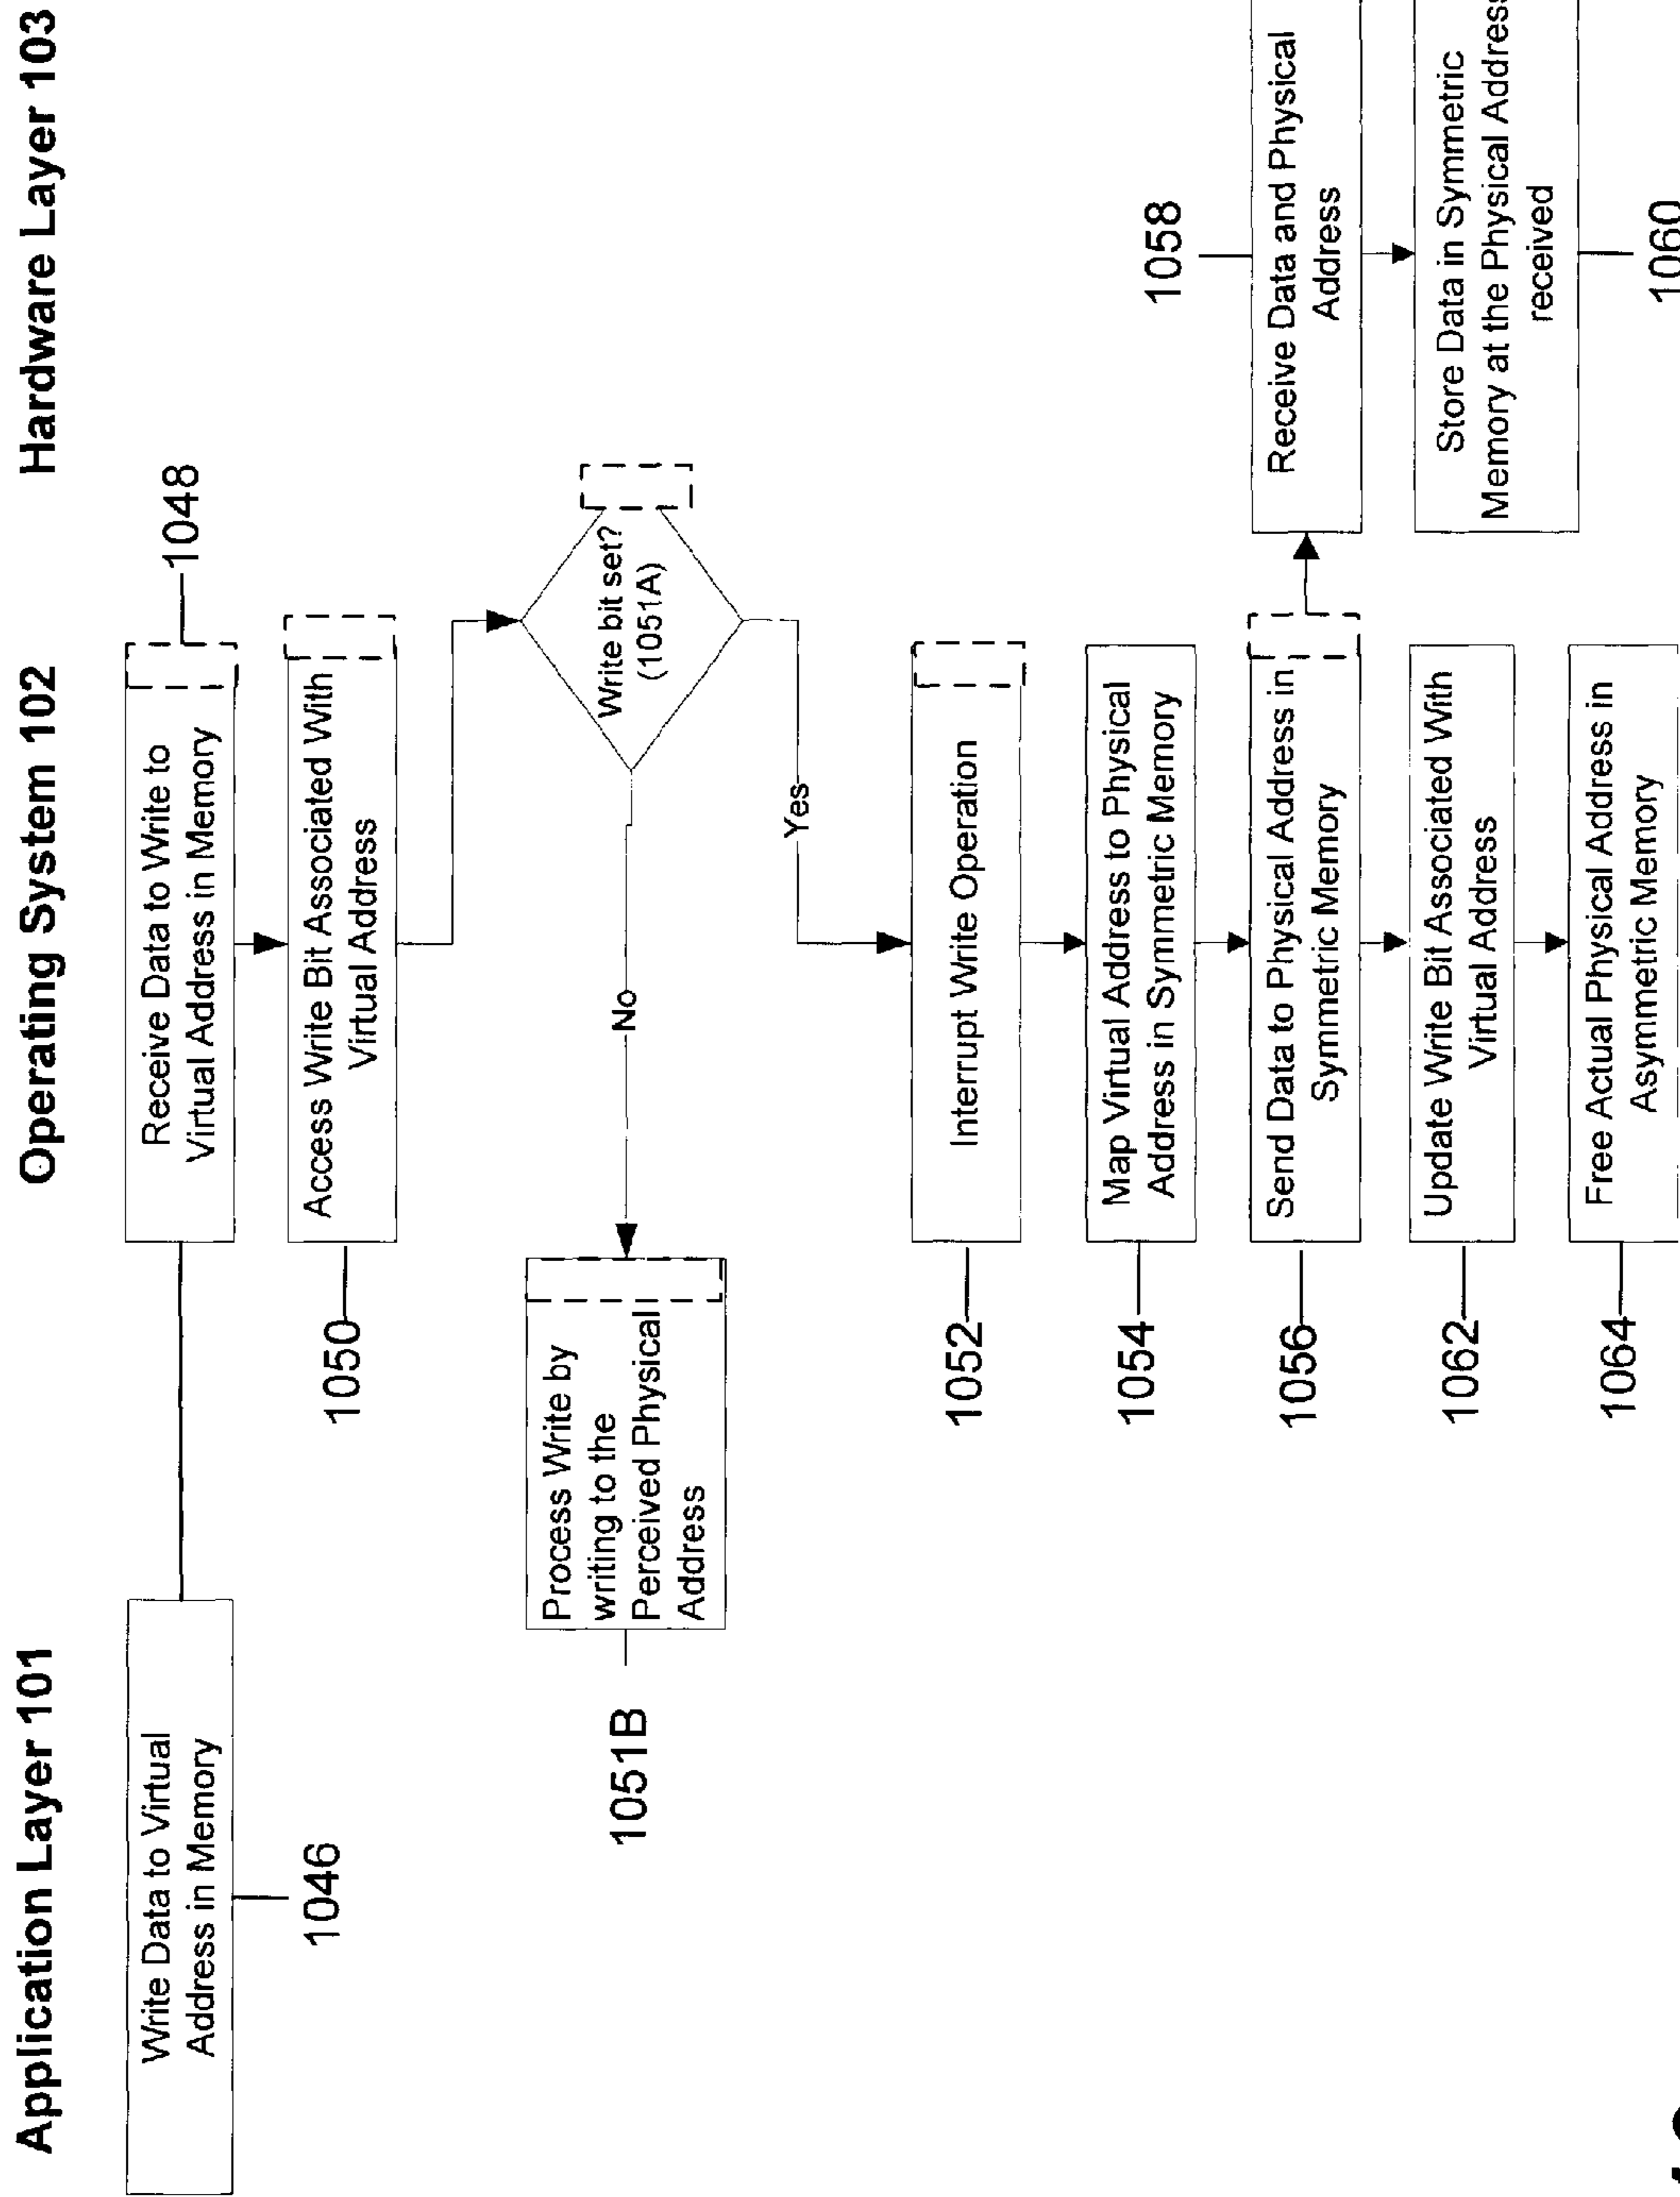 Application Layer 101
Operating System 102
Hardware Layer 103
Write Data to Virtual
Address in Memory
1046
Receive Data to Write to
Virtual Address in Memory
1048
Access Write Bit Associated With
Virtual Address
1050
Write bit set?
(1051A)
No
Yes
Process Write by
writing to the
Perceived Physical
Address
1051B
Interrupt Write Operation
1052
Map Virtual Address to Physical
Address in Symmetric Memory
1054
Send Data to Physical Address in
Symmetric Memory
1056
1058
Receive Data and Physical
Address
Store Data in Symmetric
Memory at the Physical Address
received
1060
Update Write Bit Associated With
Virtual Address
1062
Free Actual Physical Address in
Asymmetric Memory
1064